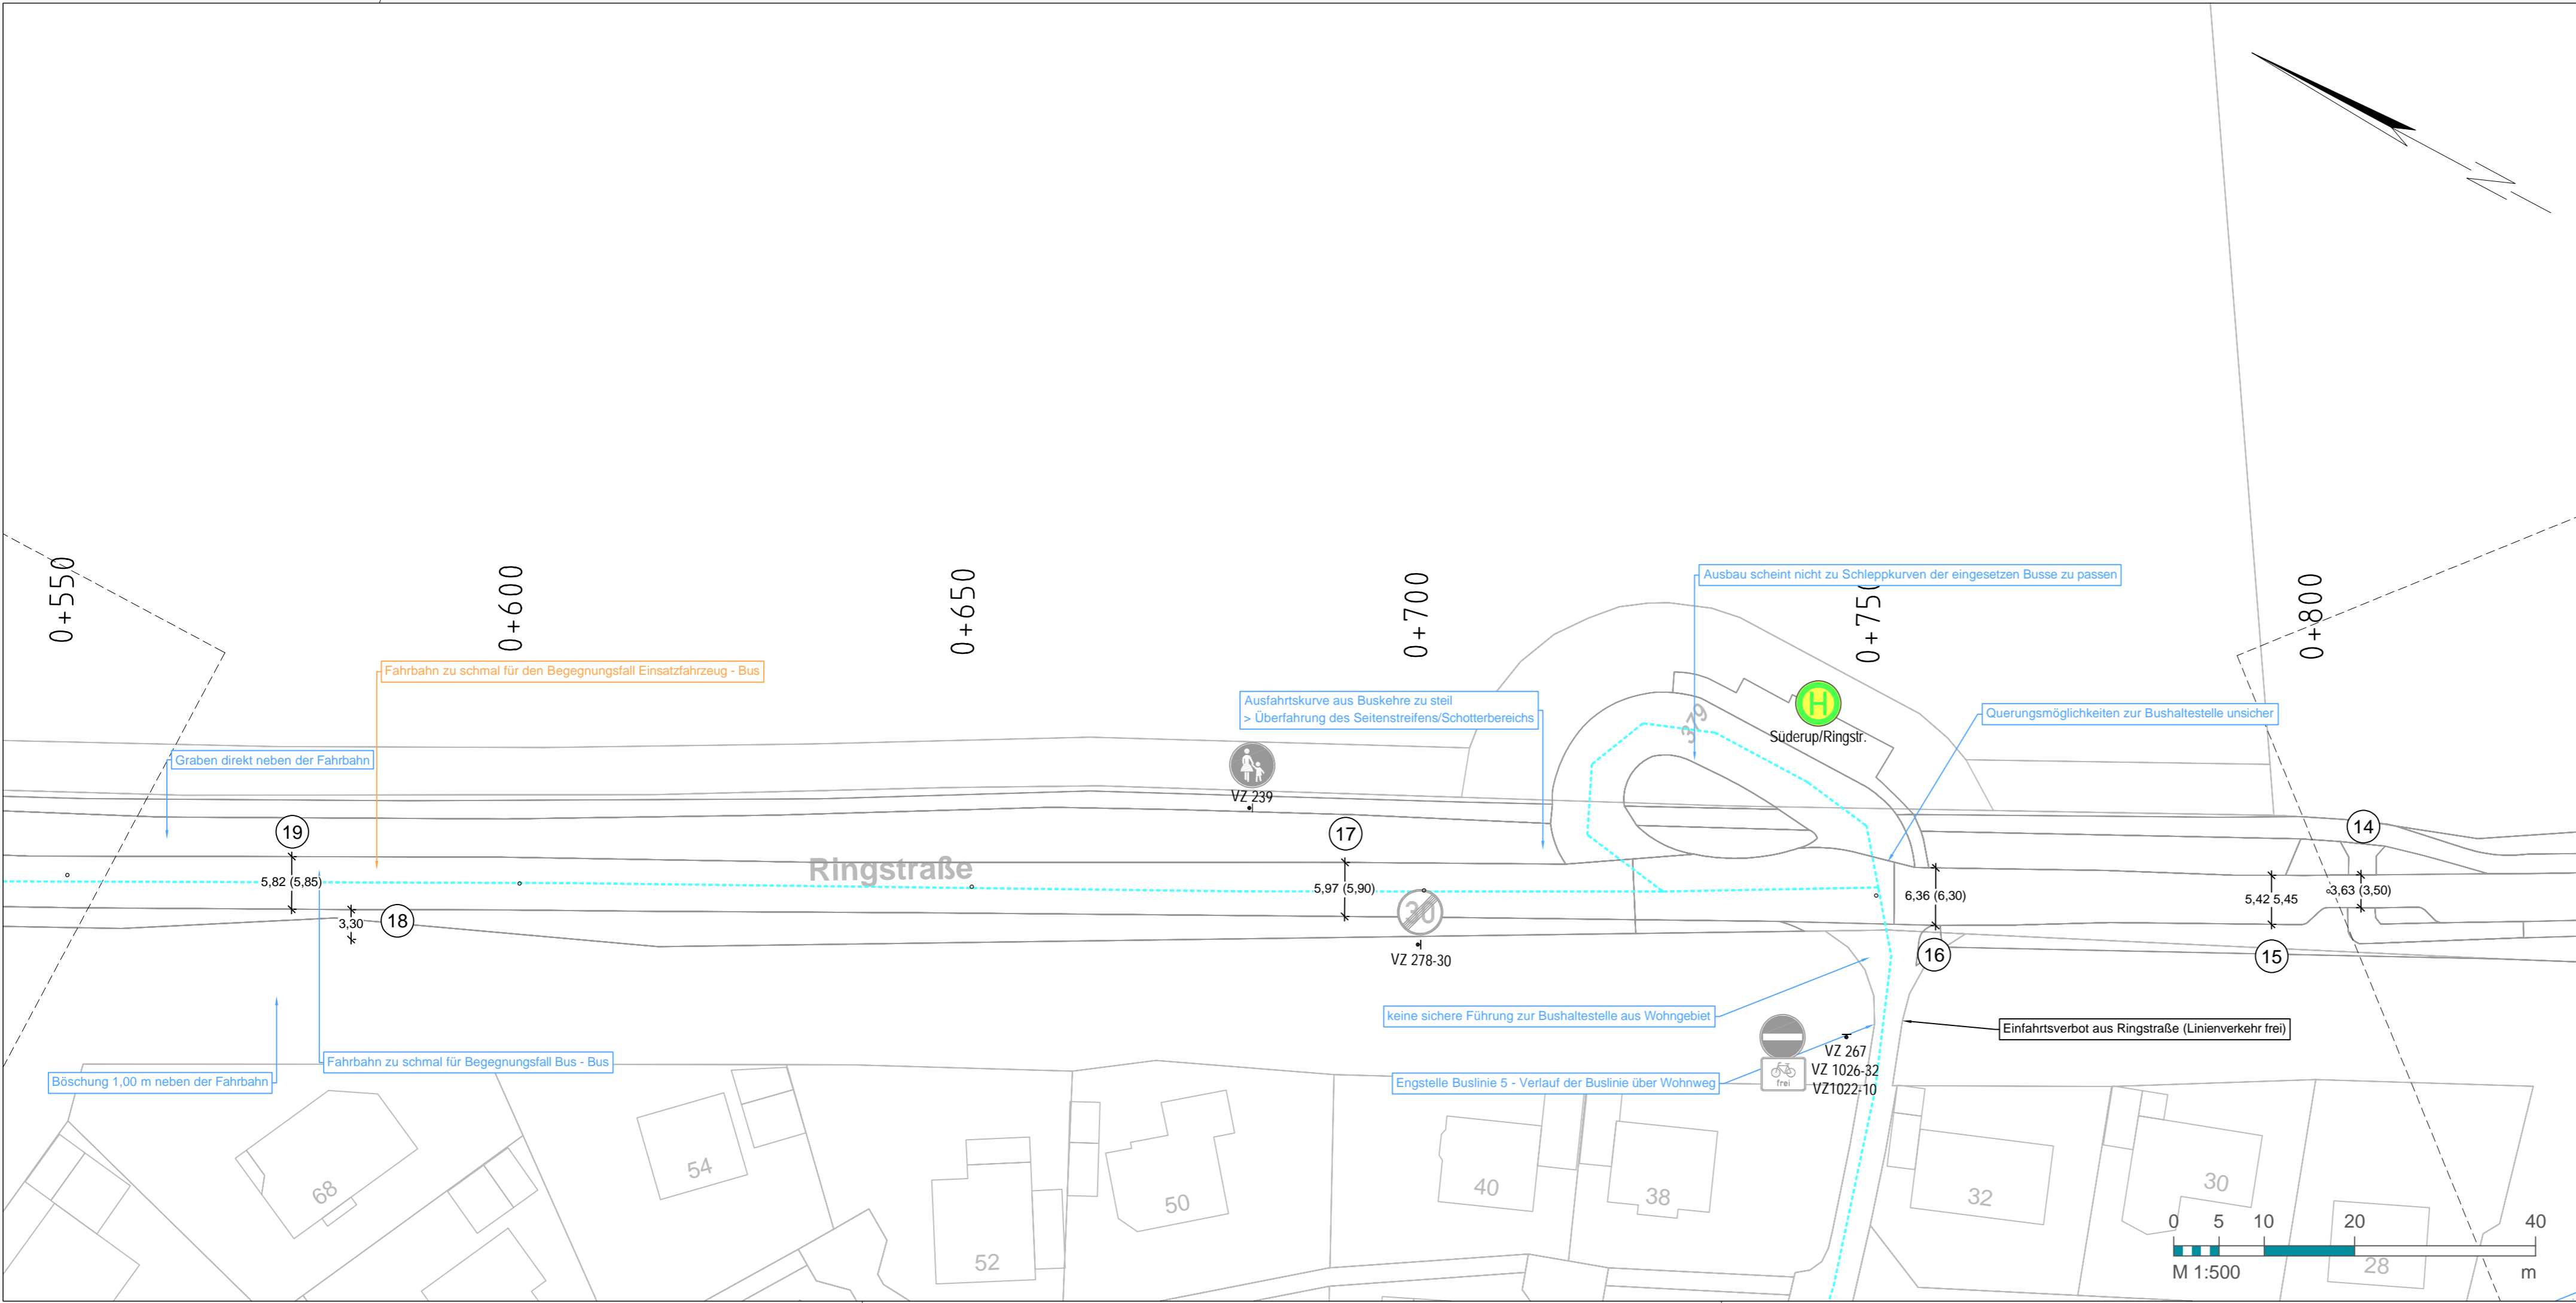 0+550
0+600
0+650
0+700
0+750
0+800
Ausbau scheint nicht zu Schleppkurven der eingesetzen Busse zu passen
Fahrbahn zu schmal für den Begegnungsfall Einsatzfahrzeug - Bus
Ausfahrtskurve aus Buskehre zu steil
> Überfahrung des Seitenstreifens/Schotterbereichs
379
H
Süderup/Ringstr.
Querungsmöglichkeiten zur Bushaltestelle unsicher
Graben direkt neben der Fahrbahn
VZ 239
19
17
14
Ringstraße
5,82 (5,85)
5,97 (5,90)
6,36 (6,30)
5,42 5,45
3,63 (3,50)
3,30
18
30
VZ 278-30
16
15
keine sichere Führung zur Bushaltestelle aus Wohngebiet
Einfahrtsverbot aus Ringstraße (Linienverkehr frei)
VZ 267
VZ 1026-32
VZ1022-10
frei
Fahrbahn zu schmal für Begegnungsfall Bus - Bus
Böschung 1,00 m neben der Fahrbahn
Engstelle Buslinie 5 - Verlauf der Buslinie über Wohnweg
68
54
52
50
40
38
32
30
28
0 5 10 20 40
M 1:500 m